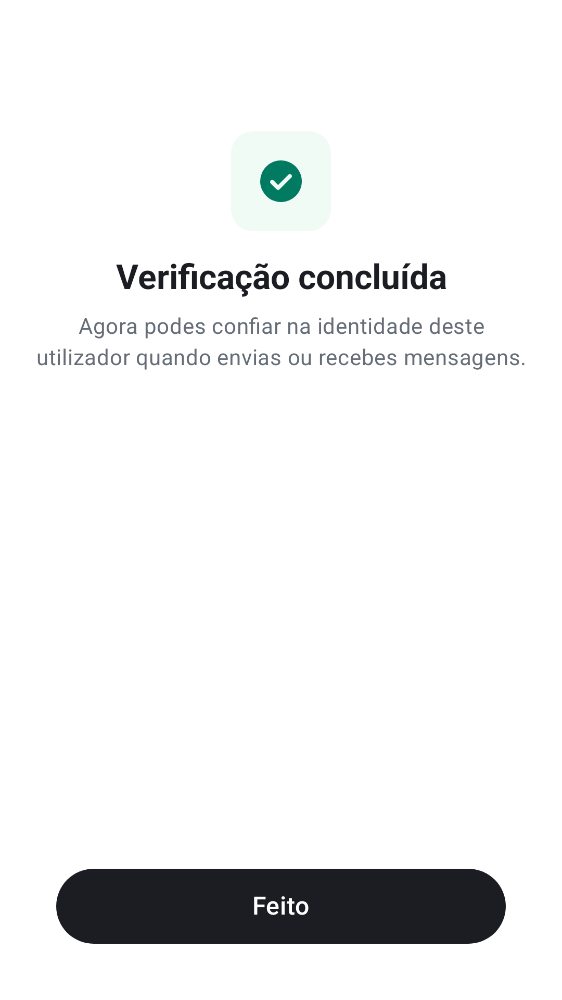 Verificação concluída
Agora podes confiar na identidade deste
utilizador quando envias ou recebes mensagens.
Feito